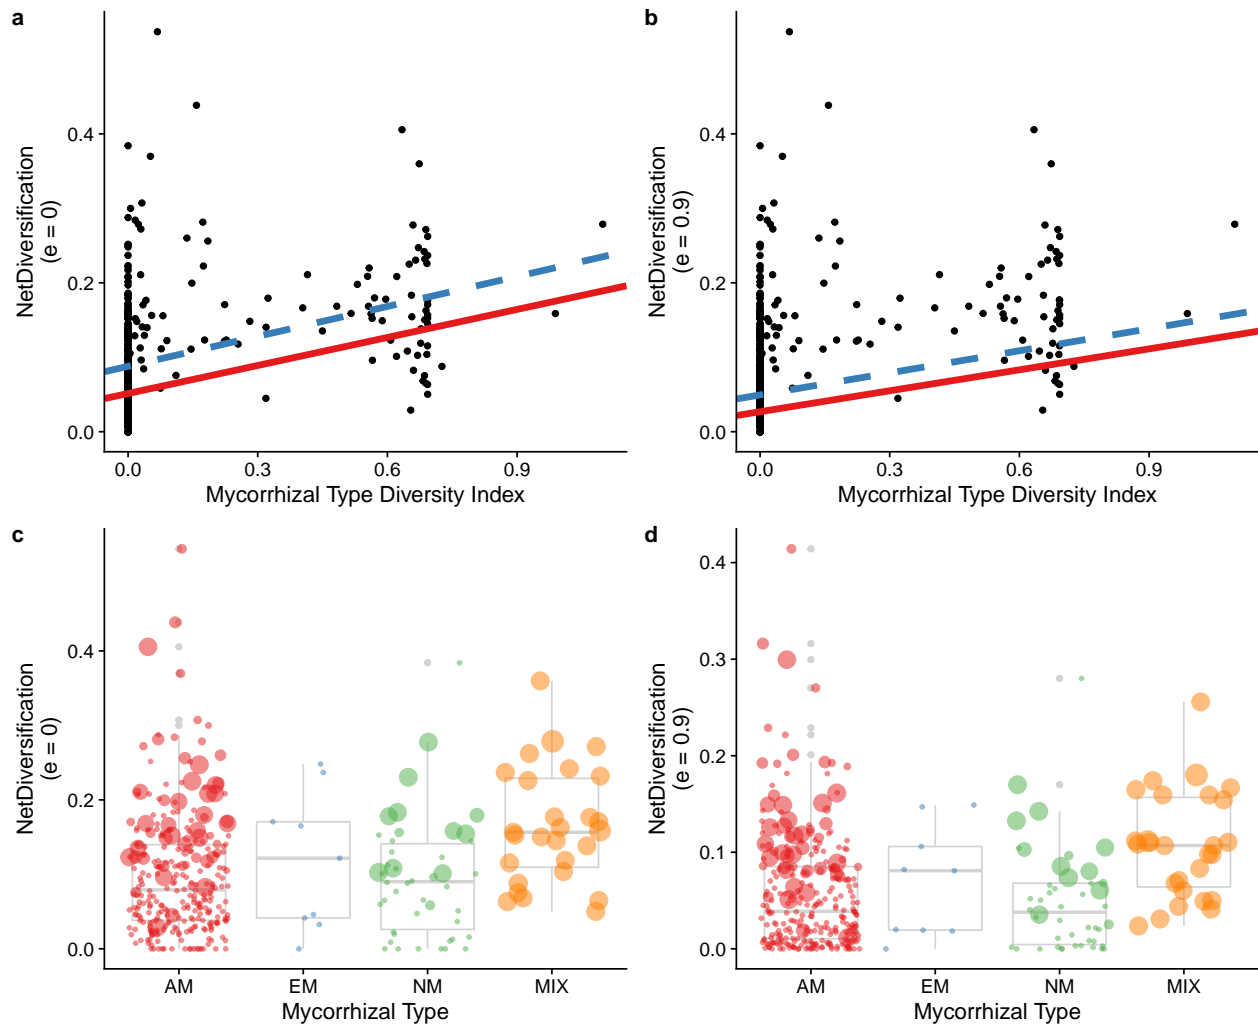 a
NetDiversification
(e = 0)
0.4
0.2
0.0
0.0 0.3 0.6 0.9
Mycorrhizal Type Diversity Index
b
NetDiversification
(e = 0.9)
0.4
0.2
0.0
0.0 0.3 0.6 0.9
Mycorrhizal Type Diversity Index
c
NetDiversification
(e = 0)
0.4
0.2
0.0
AM EM NM MIX
Mycorrhizal Type
d
NetDiversification
(e = 0.9)
0.4
0.3
0.2
0.1
0.0
AM EM NM MIX
Mycorrhizal Type